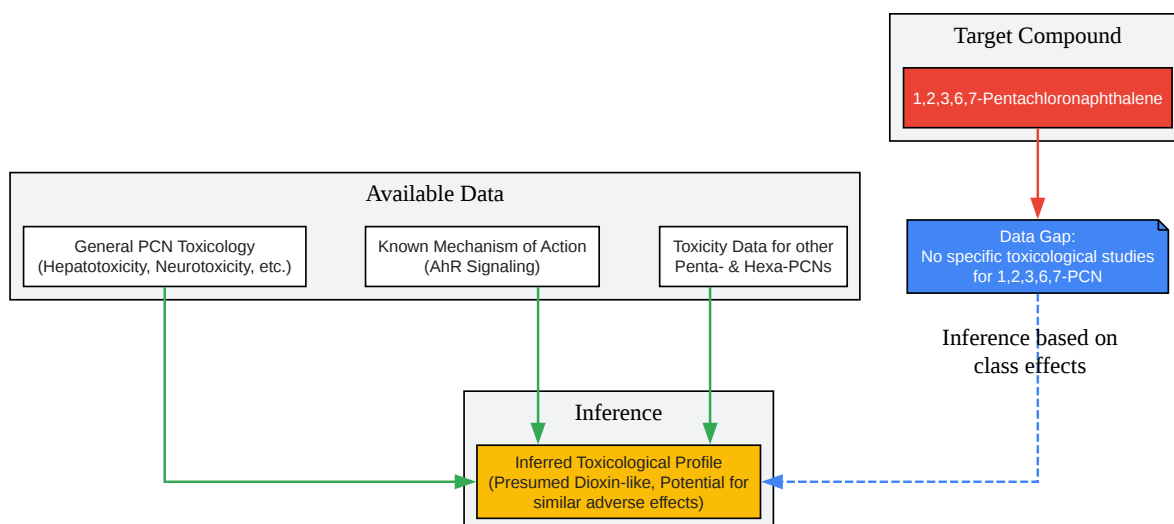 Target Compound
1,2,3,6,7-Pentachloronaphthalene
Available Data
General PCN Toxicology
(Hepatotoxicity, Neurotoxicity, etc.)
Known Mechanism of Action
(AhR Signaling)
Toxicity Data for other
Penta- & Hexa-PCNs
Data Gap:
No specific toxicological studies
for 1,2,3,6,7-PCN
Inference based on
class effects
Inference
Inferred Toxicological Profile
(Presumed Dioxin-like, Potential for
similar adverse effects)